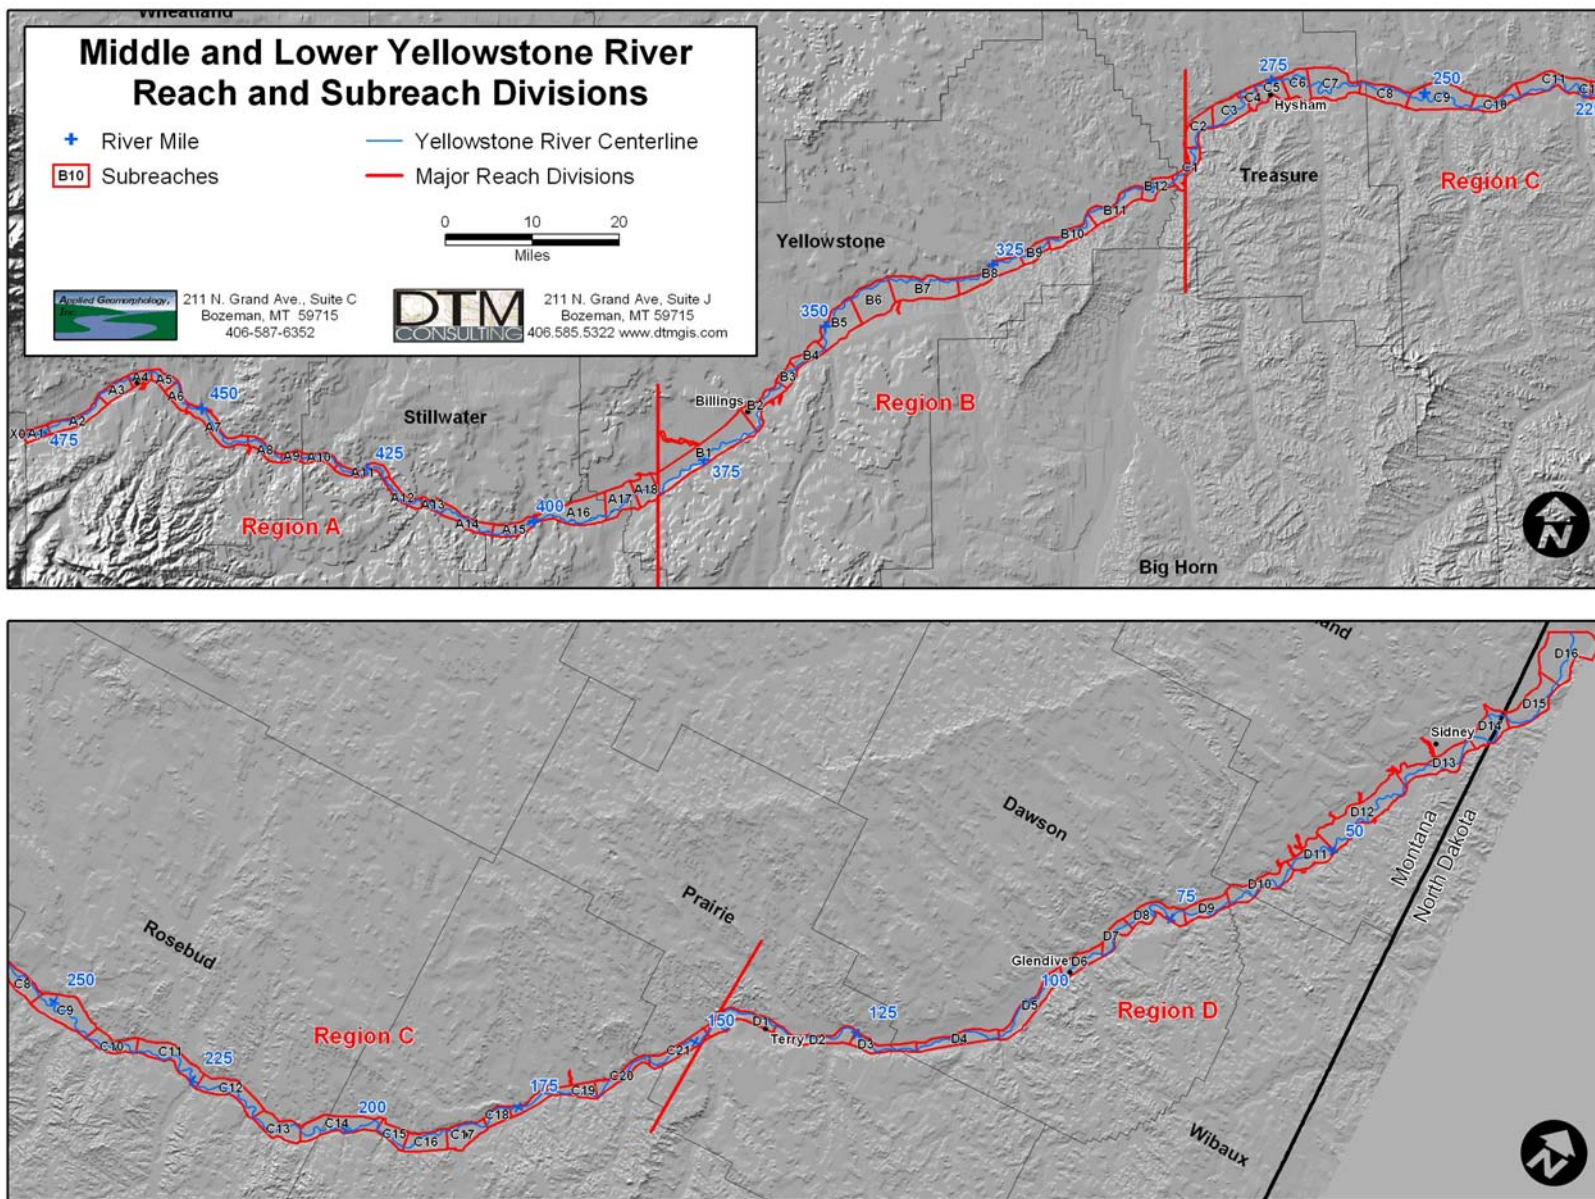 Wheatland
Middle and Lower Yellowstone River
Reach and Subreach Divisions
River Mile
Yellowstone River Centerline
B10 Subreaches
Major Reach Divisions
0 10 20
Miles
Applied Geomorphology, Inc.
211 N. Grand Ave., Suite C
Bozeman, MT 59715
406-587-6352
DTM
CONSULTING
211 N. Grand Ave, Suite J
Bozeman, MT 59715
406.585.5322 www.dtmgis.com
X0 A1 A2 A3 A4 A5 A6 A7 A8 A9 A10 A11 A12 A13 A14 A15 A16 A17 A18
475
450
425
400
Stillwater
Region A
B1 B2 B3 B4 B5 B6 B7 B8 B9 B10 B11 B12
Billings
375
350
325
Yellowstone
Region B
C1 C2 C3 C4 C5 C6 C7 C8 C9 C10 C11 C1
275
250
22
Hysham
Treasure
Region C
Big Horn
N
C8 C9 C10 C11 C12 C13 C14 C15 C16 C17 C18 C19 C20 C21
250
225
200
175
150
Rosebud
Region C
Prairie
D1 D2 D3 D4 D5 D6 D7 D8 D9 D10 D11 D12 D13 D14 D15 D16
Terry
125
100
Glendive
75
50
Sidney
Dawson
Region D
Wibaux
land
Montana
North Dakota
N